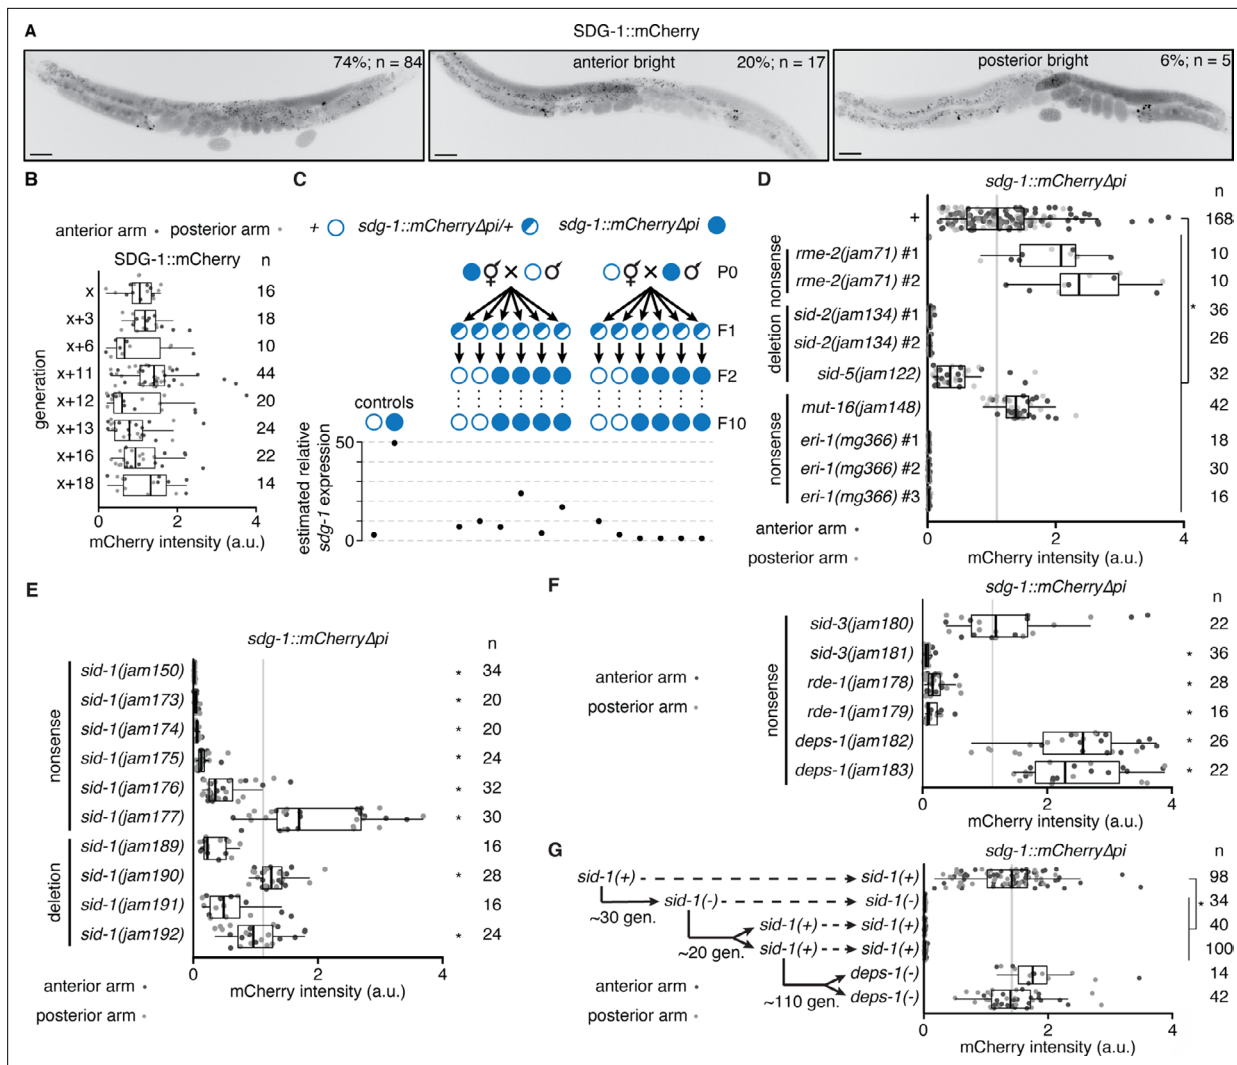 A
SDG-1::mCherry
74%; n = 84
anterior bright
20%; n = 17
posterior bright
6%; n = 5
B
anterior arm • posterior arm •
SDG-1::mCherry n
x 16
x+3 18
x+6 10
x+11 44
x+12 20
x+13 24
x+16 22
x+18 14
generation
0 2 4
mCherry intensity (a.u.)
C
+ sdg-1::mCherryΔpi/+ sdg-1::mCherryΔpi
⚥ × ♂ ⚥ × ♂ P0
F1
F2
F10
controls
50
0
estimated relative
sdg-1 expression
D
sdg-1::mCherryΔpi
n
+ 168
rme-2(jam71) #1 10
rme-2(jam71) #2 10
sid-2(jam134) #1 36
sid-2(jam134) #2 26
sid-5(jam122) 32
mut-16(jam148) 42
eri-1(mg366) #1 18
eri-1(mg366) #2 30
eri-1(mg366) #3 16
nonsense
deletion
nonsense
*
anterior arm •
posterior arm •
0 2 4
mCherry intensity (a.u.)
E
sdg-1::mCherryΔpi
n
sid-1(jam150) * 34
sid-1(jam173) * 20
sid-1(jam174) * 20
sid-1(jam175) * 24
sid-1(jam176) * 32
sid-1(jam177) * 30
sid-1(jam189) 16
sid-1(jam190) * 28
sid-1(jam191) 16
sid-1(jam192) * 24
nonsense
deletion
0 2 4
anterior arm •
posterior arm •
mCherry intensity (a.u.)
F
sdg-1::mCherryΔpi
n
sid-3(jam180) 22
sid-3(jam181) * 36
rde-1(jam178) * 28
rde-1(jam179) * 16
deps-1(jam182) * 26
deps-1(jam183) * 22
nonsense
anterior arm •
posterior arm •
0 2 4
mCherry intensity (a.u.)
G
sdg-1::mCherryΔpi
n
sid-1(+) sid-1(+) 98
~30 gen. sid-1(-) sid-1(-) 34
sid-1(+) sid-1(+) * 40
~20 gen. sid-1(+) sid-1(+) 100
deps-1(-) 14
~110 gen. deps-1(-) 42
anterior arm •
posterior arm •
0 2 4
mCherry intensity (a.u.)